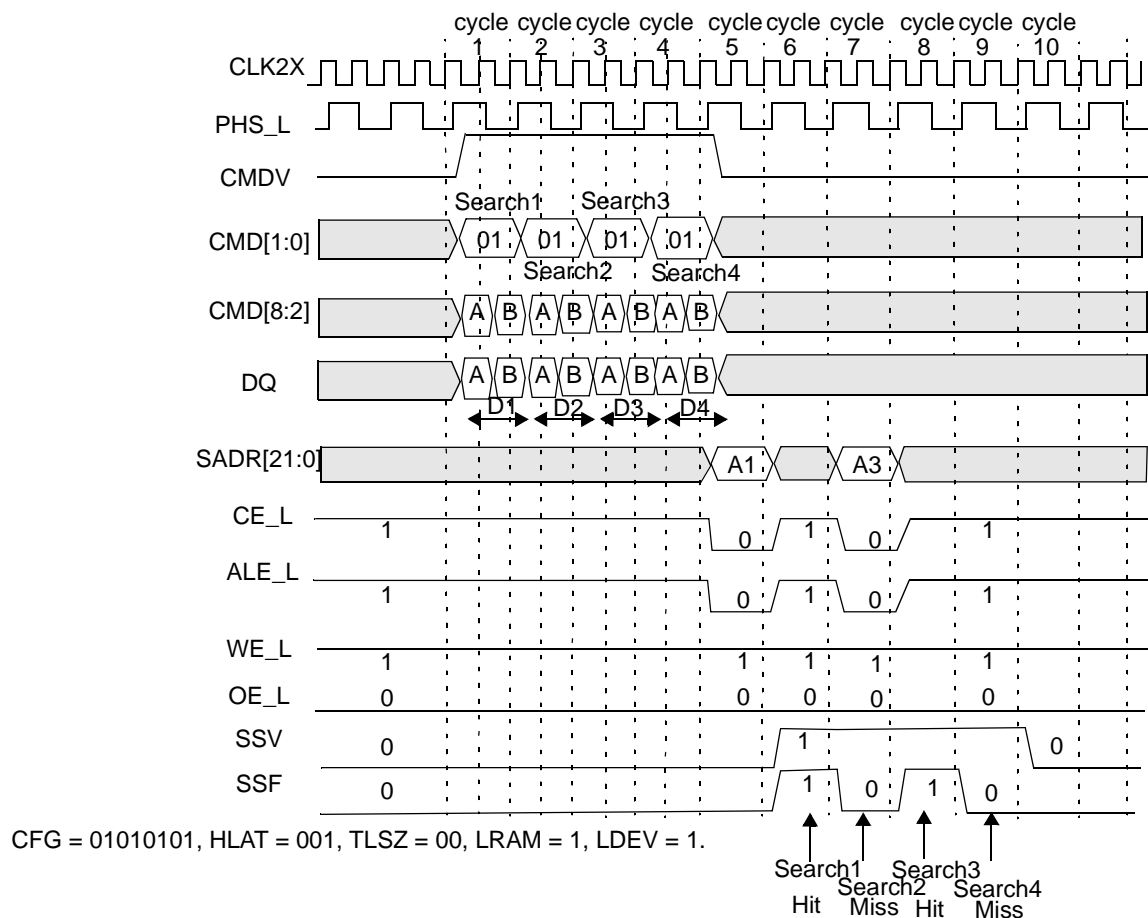 cycle cycle cycle cycle cycle cycle cycle cycle cycle cycle
1 2 3 4 5 6 7 8 9 10
CLK2X
PHS_L
CMDV
Search1 Search3
CMD[1:0] 01 01 01 01
Search2 Search4
CMD[8:2] A B A B A B A B
DQ A B A B A B A B
D1 D2 D3 D4
SADR[21:0] A1 A3
CE_L
1 0 1 0 1
ALE_L
1 0 1 0 1
WE_L
1 1 1 1 1
OE_L
0 0 0 0 0
SSV
0 1 0
SSF
0 1 0 1 0
CFG = 01010101, HLAT = 001, TLSZ = 00, LRAM = 1, LDEV = 1.
Search1 Search3
Search2 Search4
Hit Miss Hit Miss